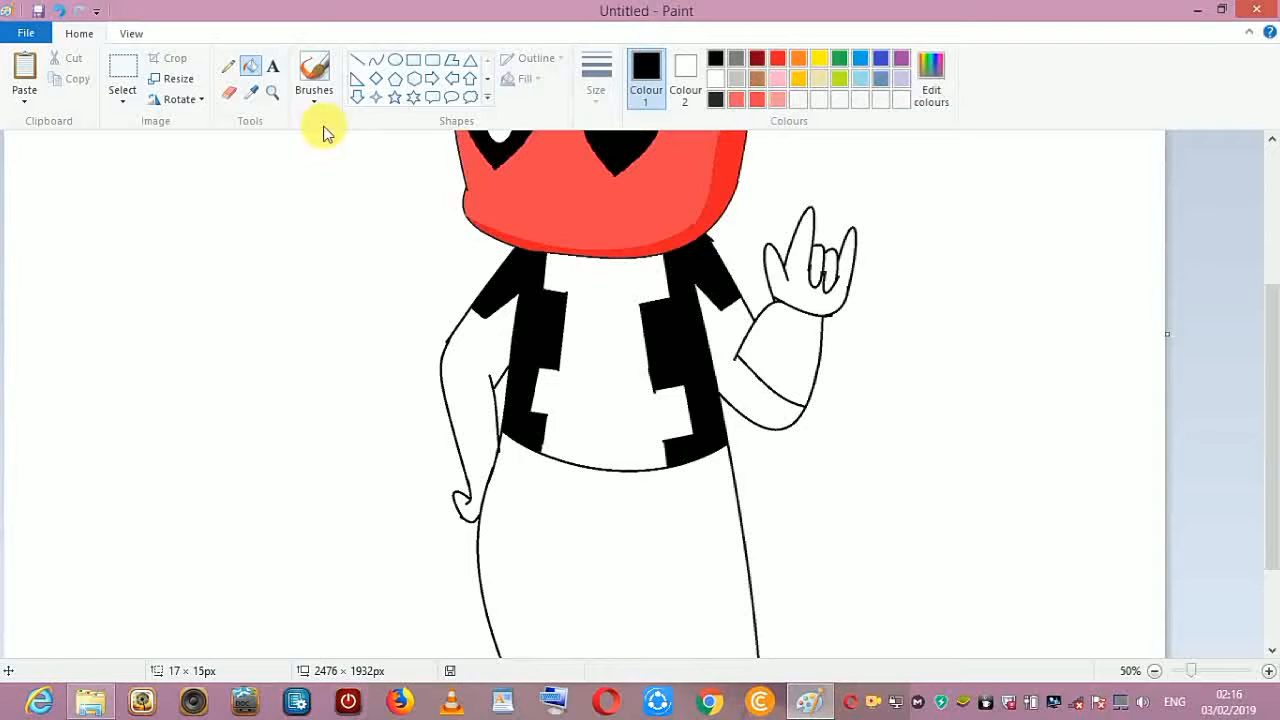 Untitled - Paint
File
Home
View
Paste
Cut
Copy
Clipboard
Select
Crop
Resize
Rotate
Image
A
Tools
Brushes
Shapes
Outline
Fill
Size
Colour
1
Colour
2
Edit
colours
Colours
17 × 15px
2476 × 1932px
50%
DOC
ENG
02:16
03/02/2019